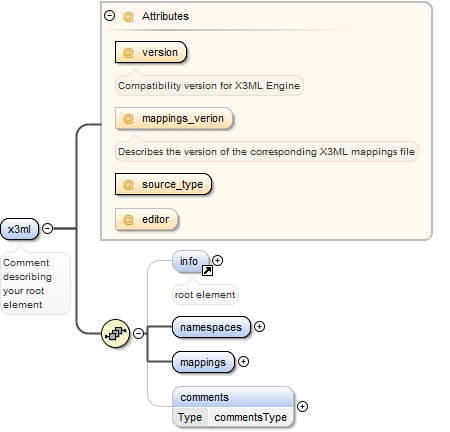 @ Attributes
@ version
Compatibility version for X3ML Engine
@ mappings_verion
Describes the version of the corresponding X3ML mappings file
@ source_type
@ editor
x3ml
Comment
describing
your root
element
info
root element
namespaces
mappings
comments
Type commentsType